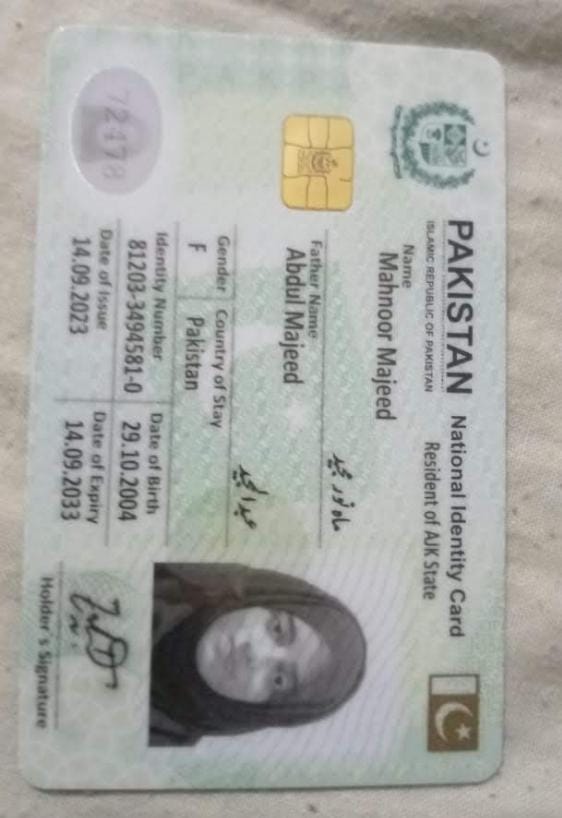 PAKISTAN National Identity Card
ISLAMIC REPUBLIC OF PAKISTAN Resident of AJK State
Name
Mahnoor Majeed
ماہ نور مجید
Father Name
Abdul Majeed
عبدالمجید
Gender Country of Stay
F Pakistan
Identity Number Date of Birth
81203-3494581-0 29.10.2004
Date of Issue Date of Expiry
14.09.2023 14.09.2033
72478
Holder's Signature